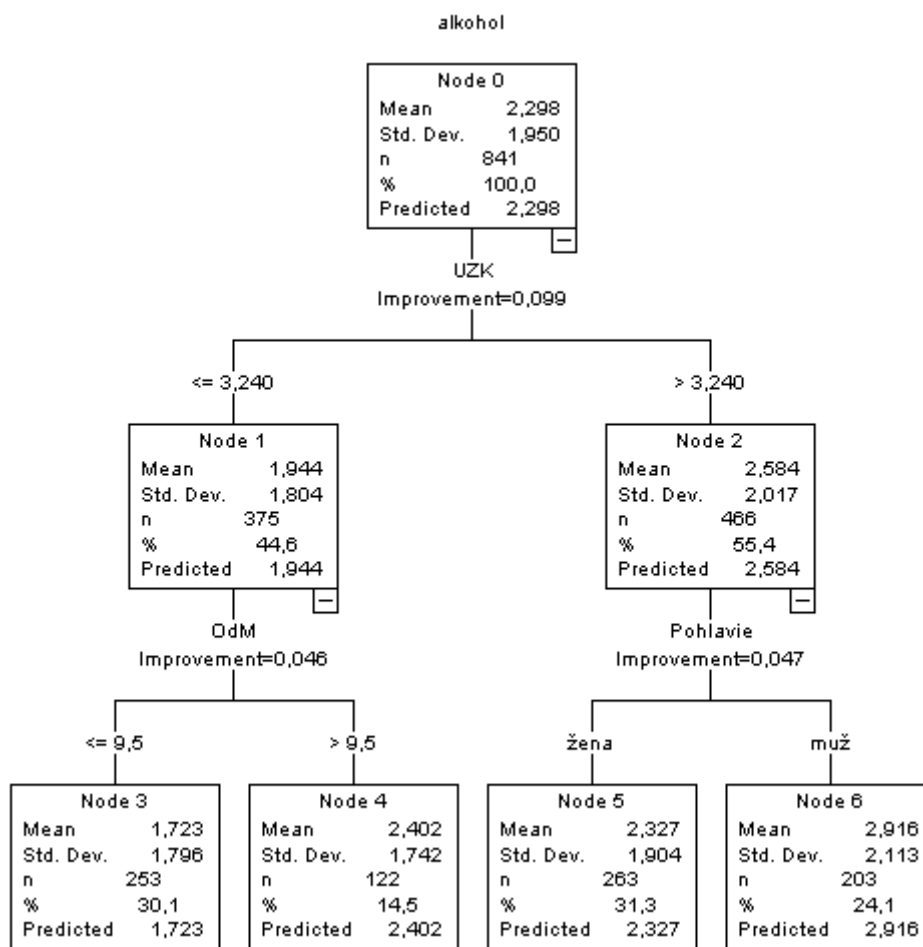 alkohol
Node 0
Mean 2,298
Std. Dev. 1,950
n 841
% 100,0
Predicted 2,298
UZK
Improvement=0,099
<= 3,240 > 3,240
Node 1
Mean 1,944
Std. Dev. 1,804
n 375
% 44,6
Predicted 1,944
Node 2
Mean 2,584
Std. Dev. 2,017
n 466
% 55,4
Predicted 2,584
OdM
Improvement=0,046
Pohlavie
Improvement=0,047
<= 9,5 > 9,5 žena muž
Node 3
Mean 1,723
Std. Dev. 1,796
n 253
% 30,1
Predicted 1,723
Node 4
Mean 2,402
Std. Dev. 1,742
n 122
% 14,5
Predicted 2,402
Node 5
Mean 2,327
Std. Dev. 1,904
n 263
% 31,3
Predicted 2,327
Node 6
Mean 2,916
Std. Dev. 2,113
n 203
% 24,1
Predicted 2,916